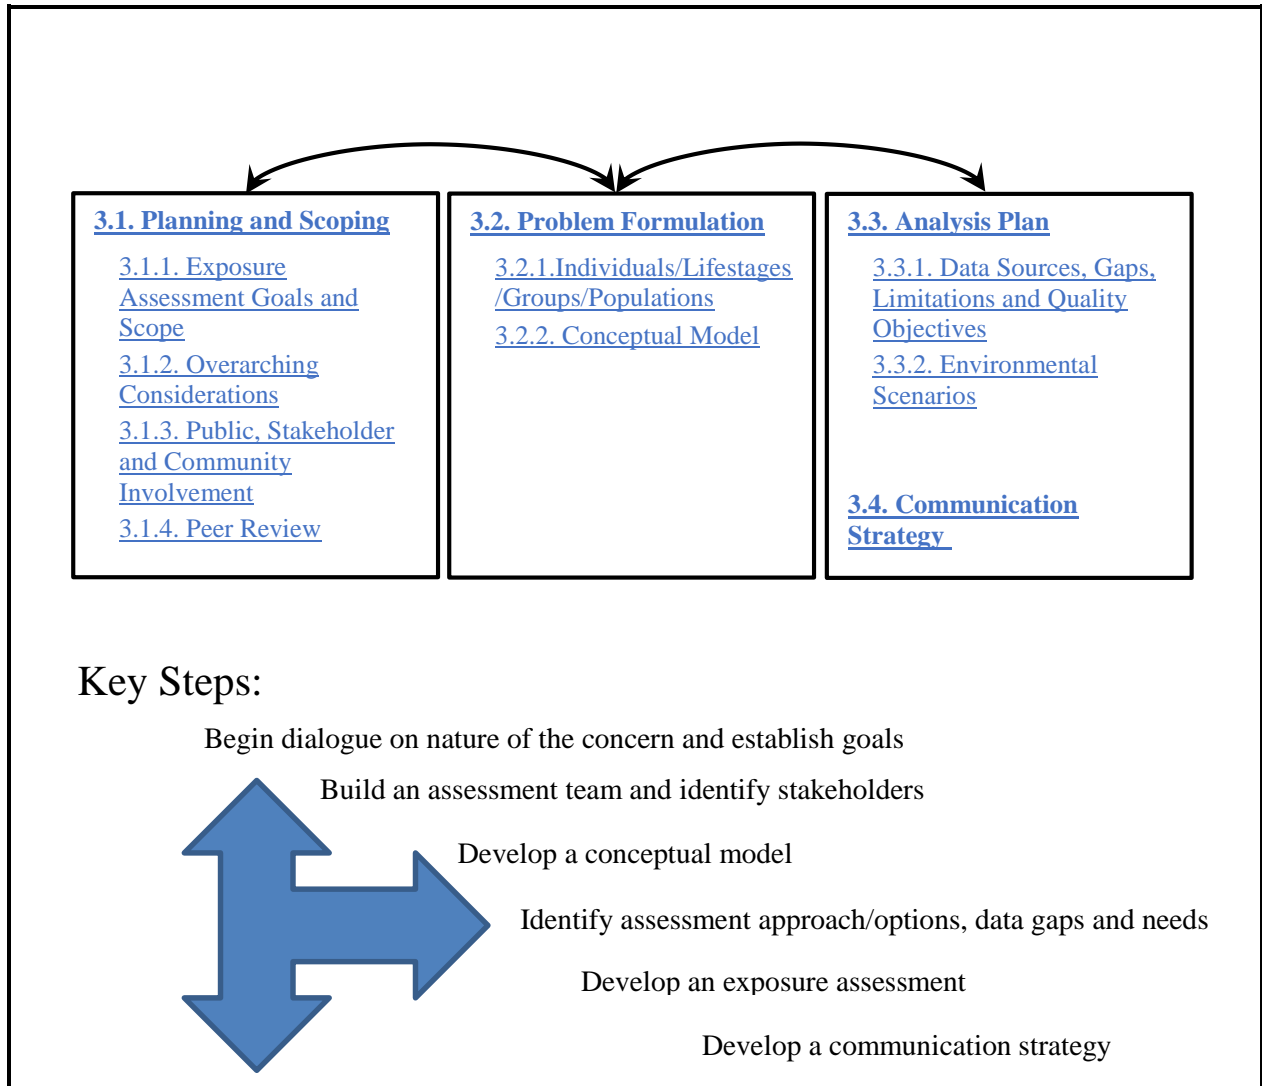 3.1. Planning and Scoping
3.1.1. Exposure
Assessment Goals and
Scope
3.1.2. Overarching
Considerations
3.1.3. Public, Stakeholder
and Community
Involvement
3.1.4. Peer Review
3.2. Problem Formulation
3.2.1.Individuals/Lifestages
/Groups/Populations
3.2.2. Conceptual Model
3.3. Analysis Plan
3.3.1. Data Sources, Gaps,
Limitations and Quality
Objectives
3.3.2. Environmental
Scenarios
3.4. Communication
Strategy
Key Steps:
Begin dialogue on nature of the concern and establish goals
Build an assessment team and identify stakeholders
Develop a conceptual model
Identify assessment approach/options, data gaps and needs
Develop an exposure assessment
Develop a communication strategy